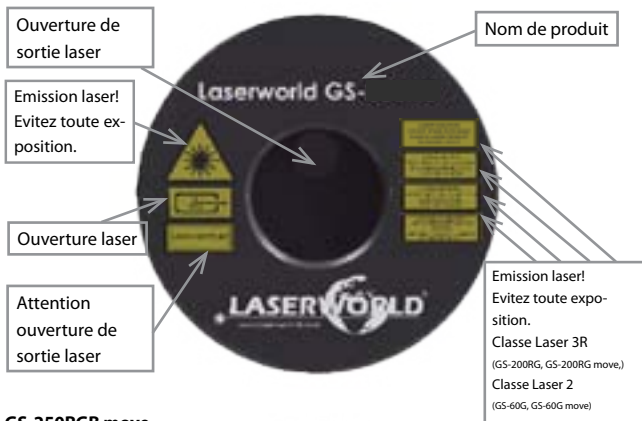 Ouverture de
sortie laser
Nom de produit
Laserworld GS-
Emission laser!
Evitez toute ex-
position.
Ouverture laser
Attention
ouverture de
sortie laser
LASERWORLD
Emission laser!
Evitez toute expo-
sition.
Classe Laser 3R
(GS-200RG, GS-200RG move,)
Classe Laser 2
(GS-60G, GS-60G move)
GS-250RGB move